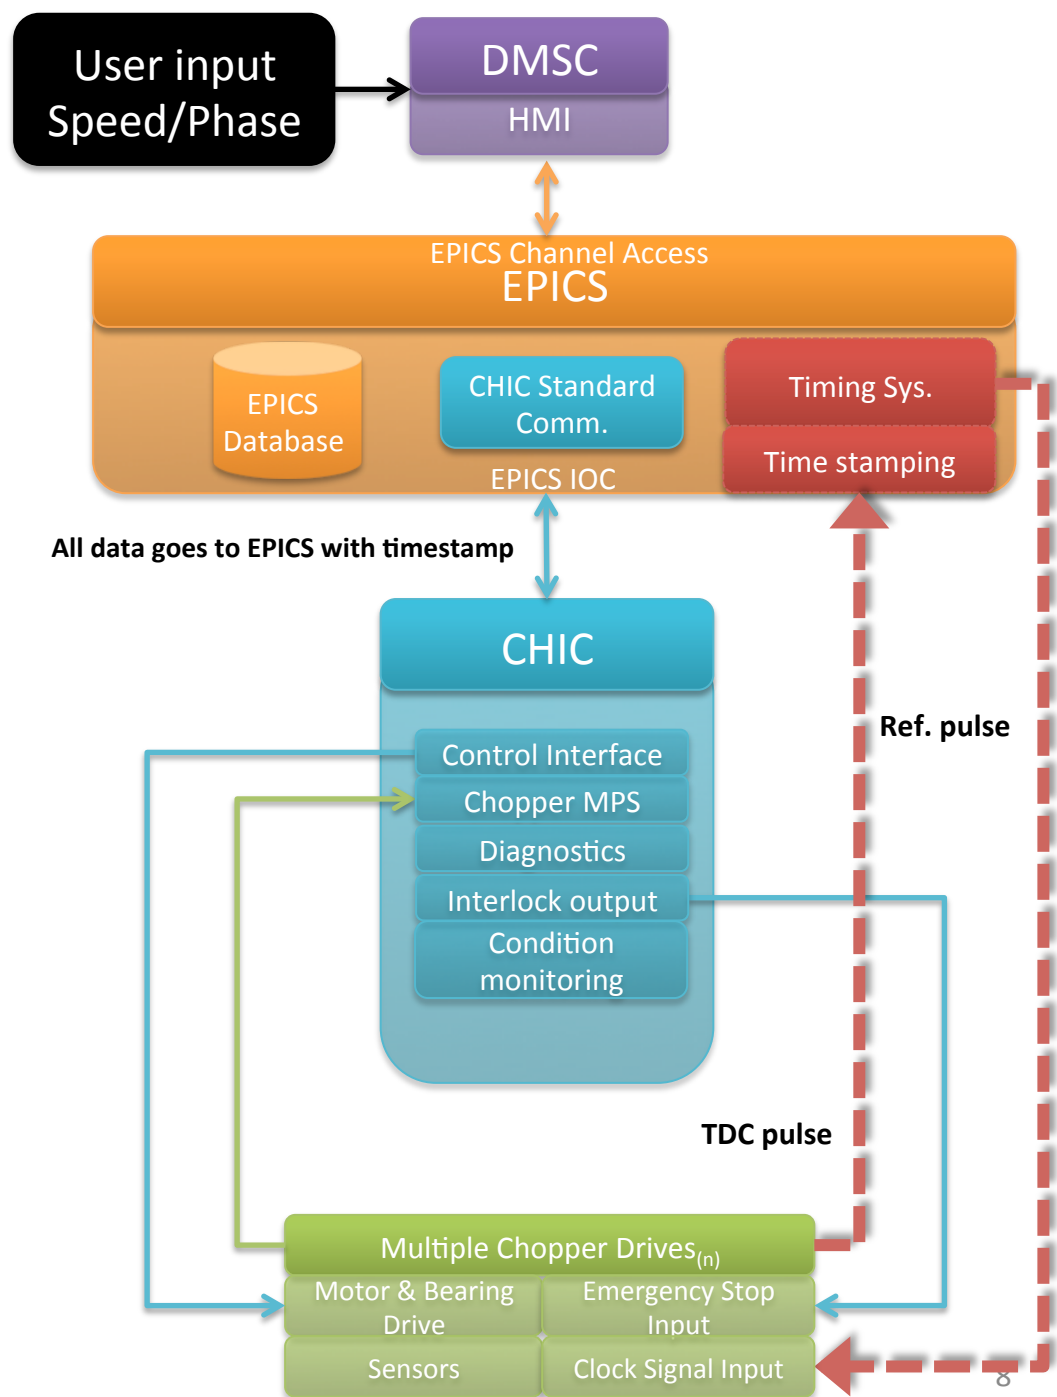 User input
Speed/Phase
DMSC
HMI
EPICS Channel Access
EPICS
EPICS
Database
CHIC Standard
Comm.
Timing Sys.
Time stamping
EPICS IOC
All data goes to EPICS with timestamp
CHIC
Ref. pulse
Control Interface
Chopper MPS
Diagnostics
Interlock output
Condition
monitoring
TDC pulse
Multiple Chopper Drives(n)
Motor & Bearing
Drive
Emergency Stop
Input
Sensors
Clock Signal Input
8